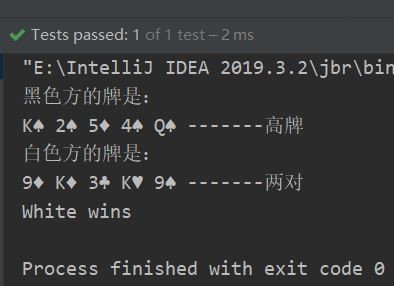 Tests passed: 1 of 1 test – 2 ms
"E:\IntelliJ IDEA 2019.3.2\jbr\bin
黑色方的牌是:
K♠ 2♠ 5♦ 4♠ Q♠ -------高牌
白色方的牌是:
9♦ K♦ 3♣ K♥ 9♠ -------两对
White wins
Process finished with exit code 0